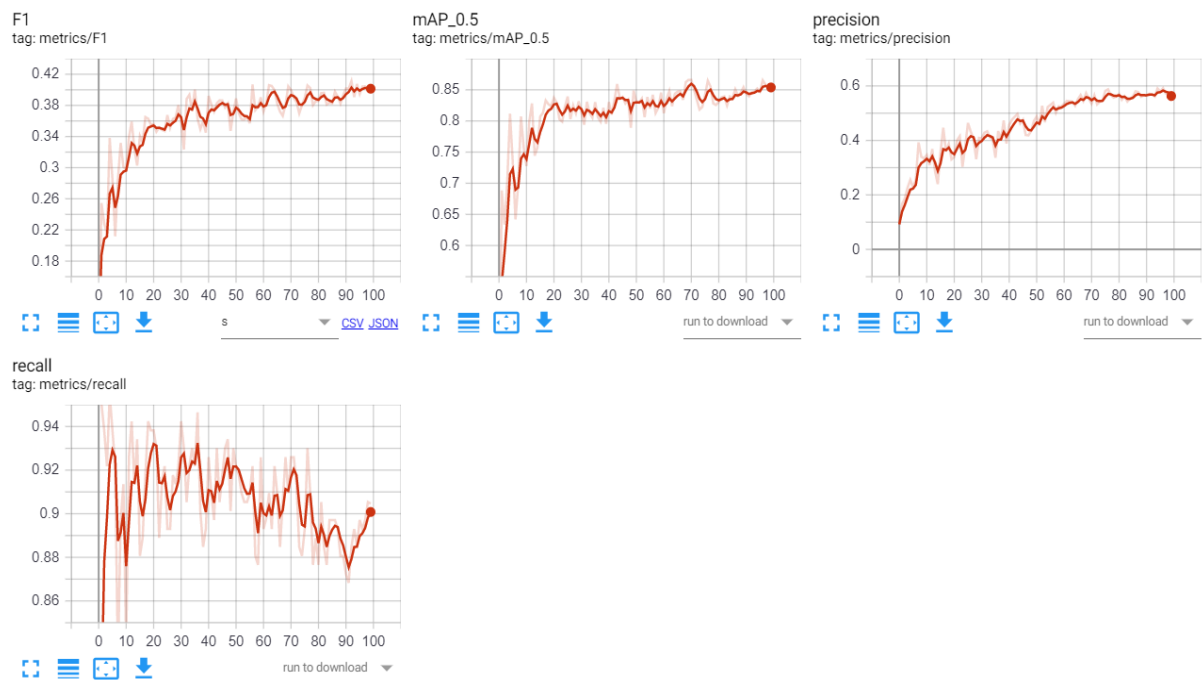 F1
tag: metrics/F1
0.42
0.38
0.34
0.3
0.26
0.22
0.18
0 10 20 30 40 50 60 70 80 90 100
s
CSV JSON
mAP_0.5
tag: metrics/mAP_0.5
0.85
0.8
0.75
0.7
0.65
0.6
0 10 20 30 40 50 60 70 80 90 100
run to download
precision
tag: metrics/precision
0.6
0.4
0.2
0
0 10 20 30 40 50 60 70 80 90 100
run to download
recall
tag: metrics/recall
0.94
0.92
0.9
0.88
0.86
0 10 20 30 40 50 60 70 80 90 100
run to download